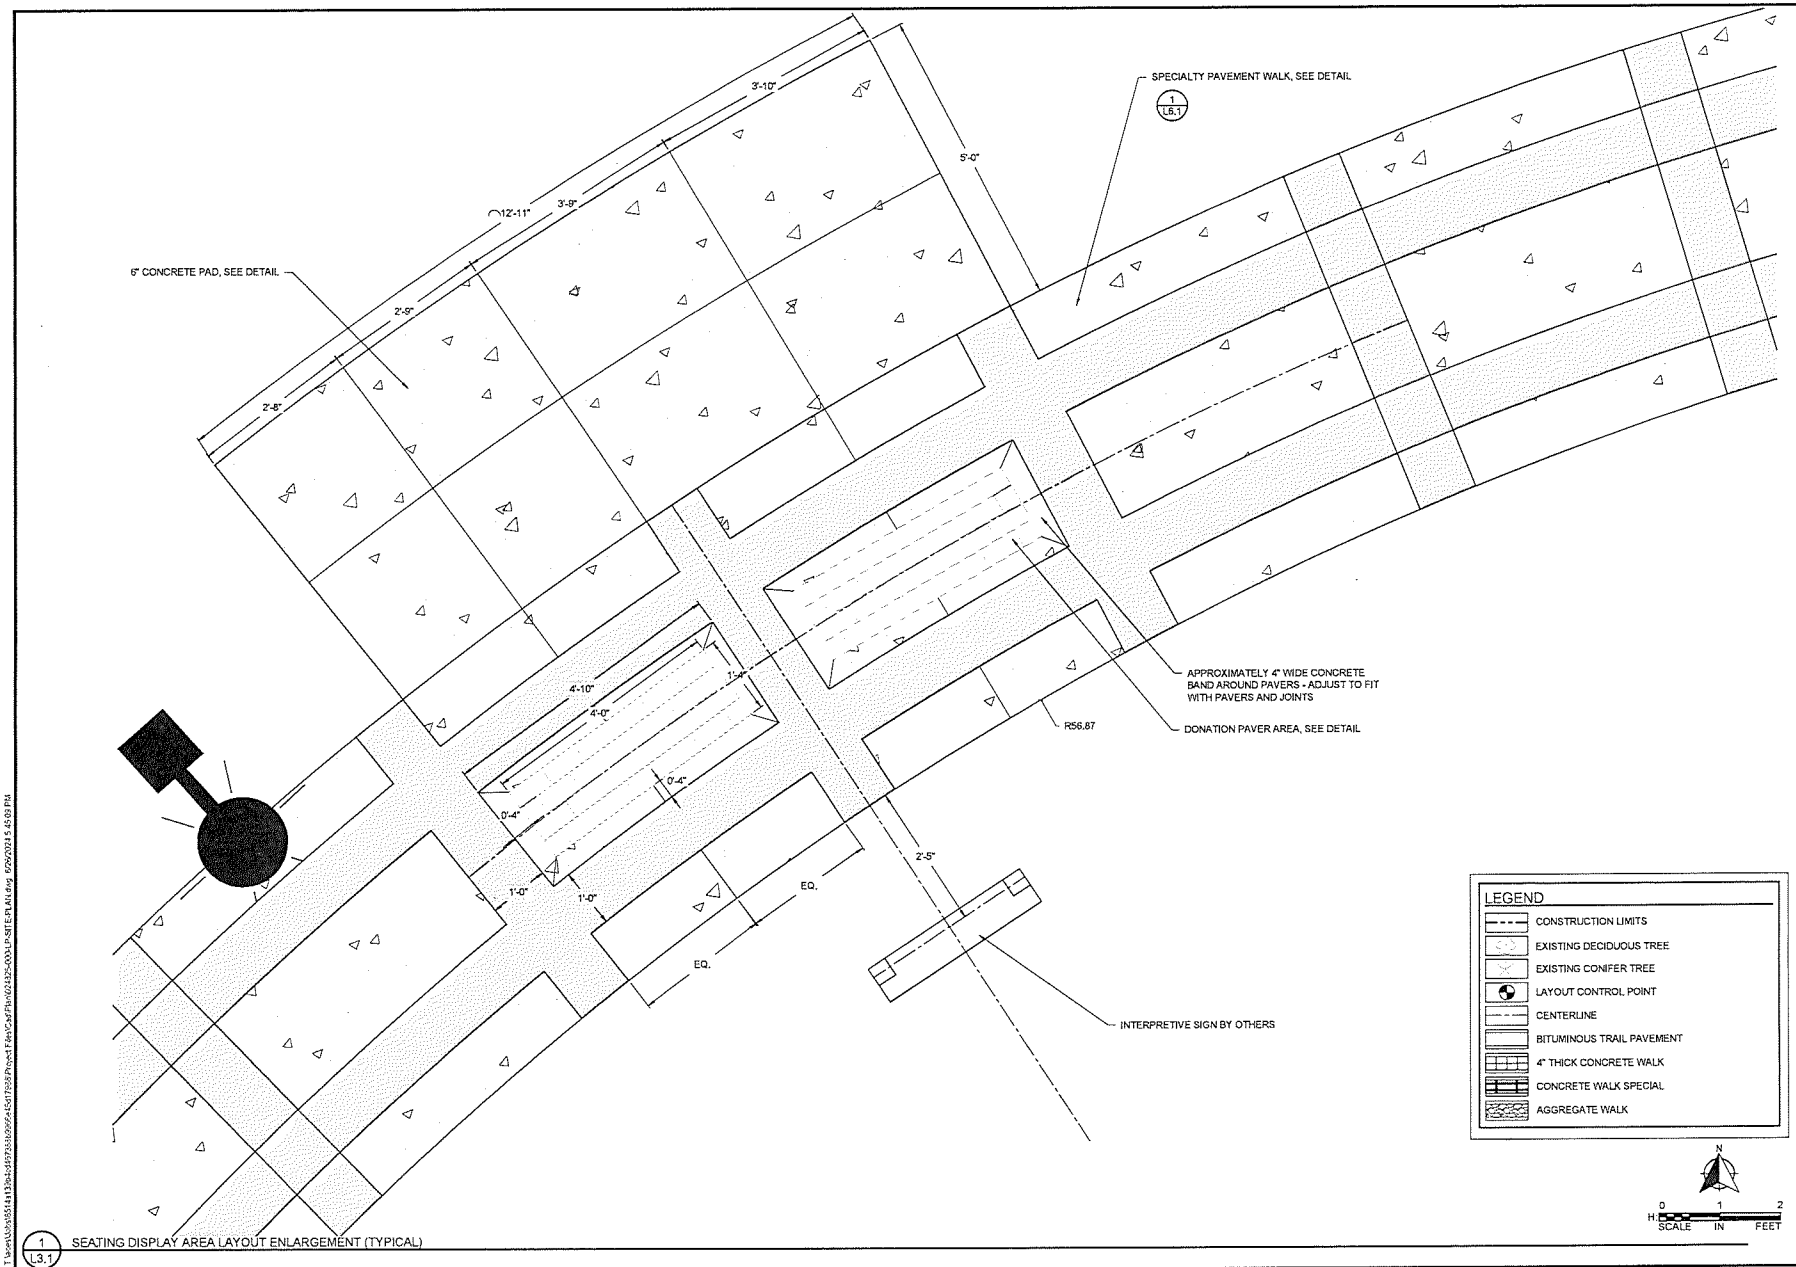 3'-10"
SPECIALTY PAVEMENT WALK, SEE DETAIL
1
L6.1
5'-0"
3'-9"
12'-11"
6" CONCRETE PAD, SEE DETAIL
2'-9"
2'-8"
APPROXIMATELY 4" WIDE CONCRETE
BAND AROUND PAVERS - ADJUST TO FIT
WITH PAVERS AND JOINTS
1'-4"
4'-10"
4'-0"
R56.87
DONATION PAVER AREA, SEE DETAIL
0'-4"
0'-4"
2'-5"
1'-0"
1'-0"
EQ.
EQ.
INTERPRETIVE SIGN BY OTHERS
LEGEND
CONSTRUCTION LIMITS
EXISTING DECIDUOUS TREE
EXISTING CONIFER TREE
LAYOUT CONTROL POINT
CENTERLINE
BITUMINOUS TRAIL PAVEMENT
4" THICK CONCRETE WALK
CONCRETE WALK SPECIAL
AGGREGATE WALK
N
0 1 2
H:
SCALE IN FEET
1
L3.1
SEATING DISPLAY AREA LAYOUT ENLARGEMENT (TYPICAL)